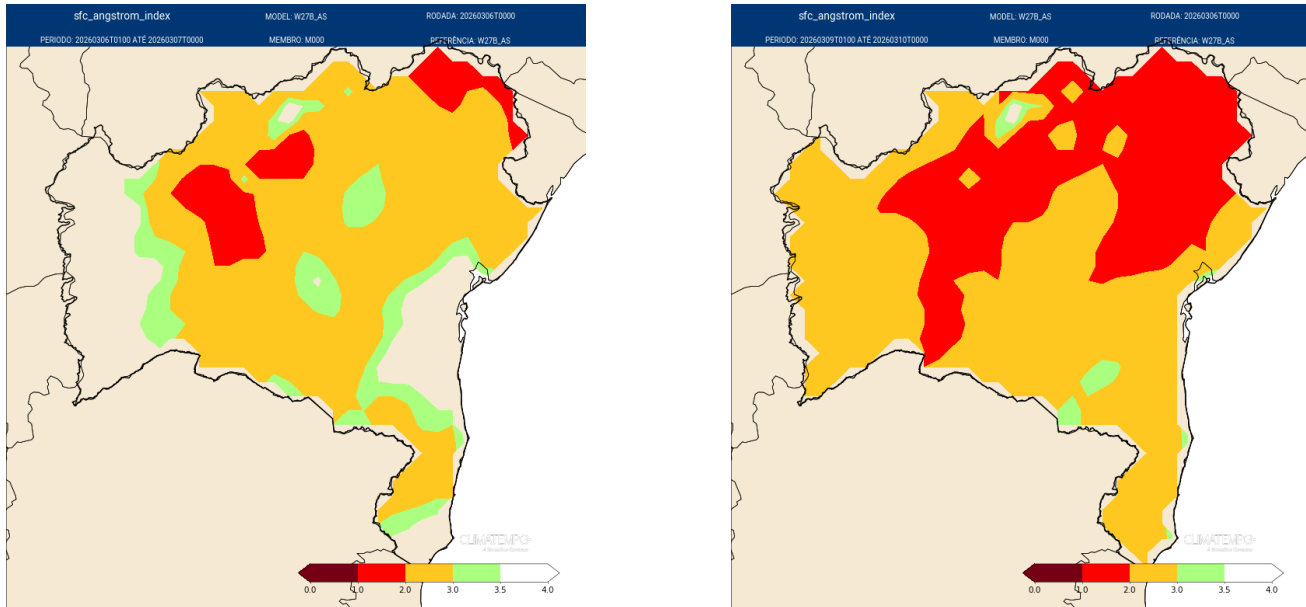 sfc_angstrom_index MODEL: W27B_AS RODADA: 20260306T0000
PERIODO: 20260306T0100 ATÉ 20260307T0000 MEMBRO: M000 REFERÊNCIA: W27B_AS
CLIMATEMPO
0.0 1.0 2.0 3.0 3.5 4.0
sfc_angstrom_index MODEL: W27B_AS RODADA: 20260306T0000
PERIODO: 20260309T0100 ATÉ 20260310T0000 MEMBRO: M000 REFERÊNCIA: W27B_AS
CLIMATEMPO
0.0 1.0 2.0 3.0 3.5 4.0